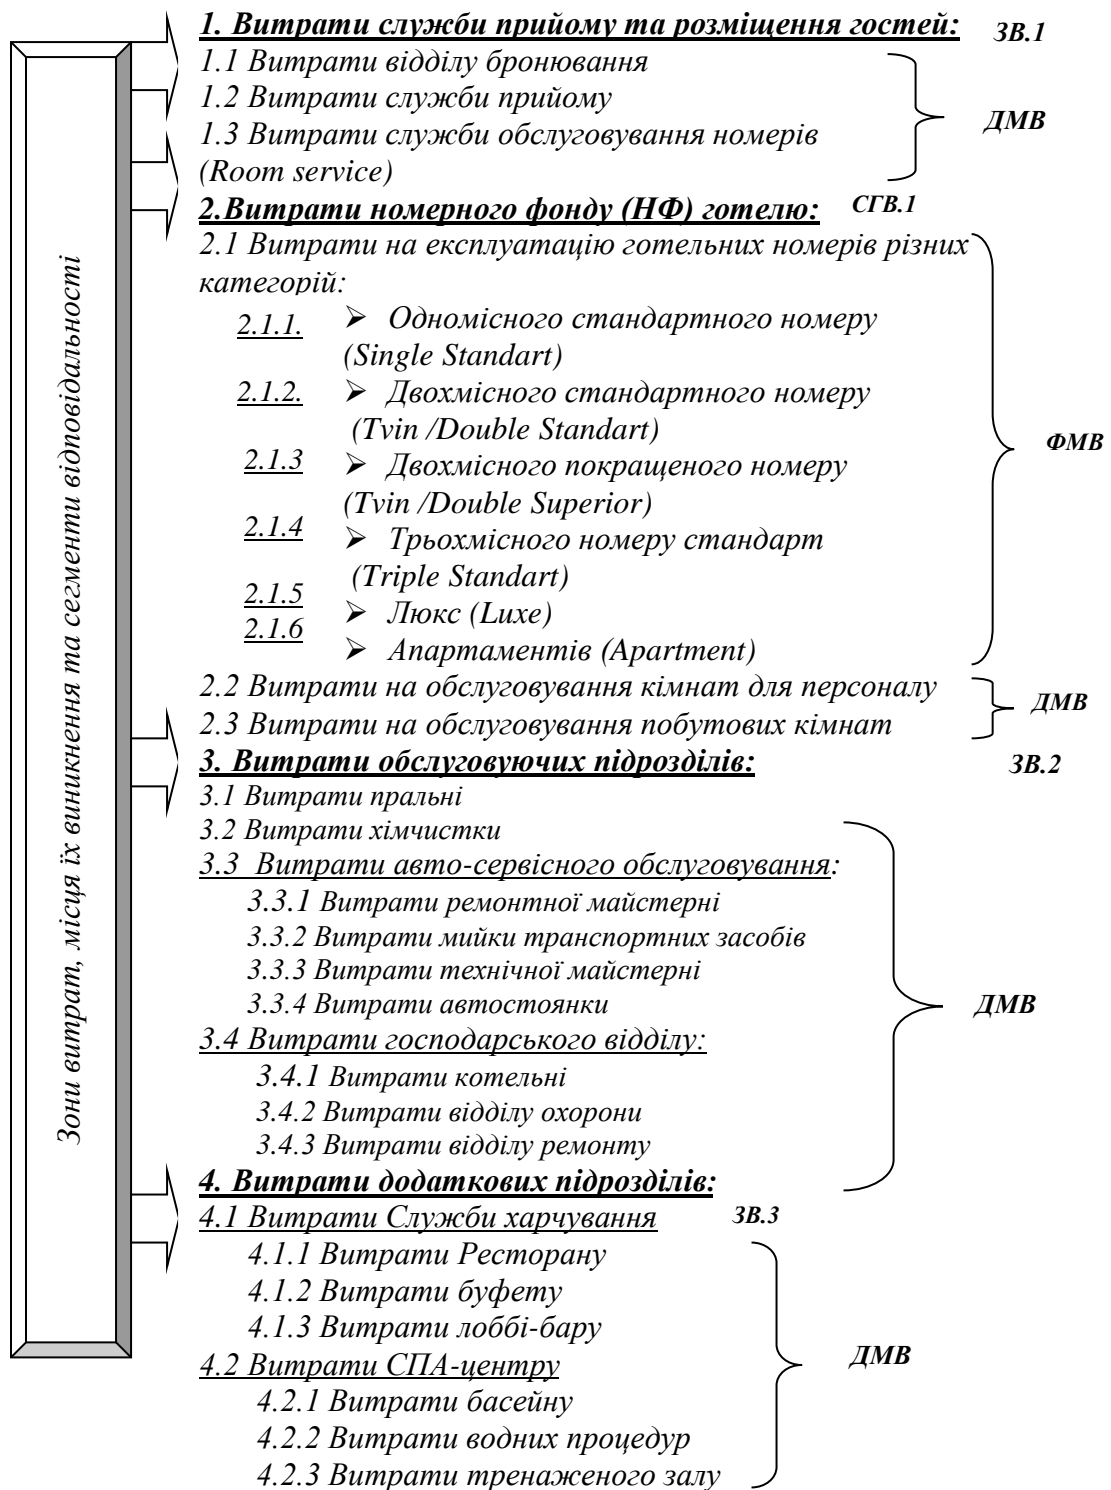 1. Витрати служби прийому та розміщення гостей: ЗВ.1
1.1 Витрати відділу бронювання
1.2 Витрати служби прийому
ДМВ
1.3 Витрати служби обслуговування номерів
(Room service)
2.Витрати номерного фонду (НФ) готелю: СГВ.1
2.1 Витрати на експлуатацію готельних номерів різних
категорій:
2.1.1. ➢ Одномісного стандартного номеру
(Single Standart)
2.1.2. ➢ Двохмісного стандартного номеру
(Tvin /Double Standart)
ФМВ
2.1.3 ➢ Двохмісного покращеного номеру
(Tvin /Double Superior)
2.1.4 ➢ Трьохмісного номеру стандарт
(Triple Standart)
2.1.5 ➢ Люкс (Luxe)
2.1.6 ➢ Апартаментів (Apartment)
2.2 Витрати на обслуговування кімнат для персоналу
ДМВ
2.3 Витрати на обслуговування побутових кімнат
3. Витрати обслуговуючих підрозділів: ЗВ.2
3.1 Витрати пральні
3.2 Витрати хімчистки
3.3 Витрати авто-сервісного обслуговування:
3.3.1 Витрати ремонтної майстерні
3.3.2 Витрати мийки транспортних засобів
3.3.3 Витрати технічної майстерні
3.3.4 Витрати автостоянки
ДМВ
3.4 Витрати господарського відділу:
3.4.1 Витрати котельні
3.4.2 Витрати відділу охорони
3.4.3 Витрати відділу ремонту
4. Витрати додаткових підрозділів:
4.1 Витрати Служби харчування ЗВ.3
4.1.1 Витрати Ресторану
4.1.2 Витрати буфету
4.1.3 Витрати лоббі-бару
4.2 Витрати СПА-центру
ДМВ
4.2.1 Витрати басейну
4.2.2 Витрати водних процедур
4.2.3 Витрати тренаженого залу
Зони витрат, місця їх виникнення та сегменти відповідальності